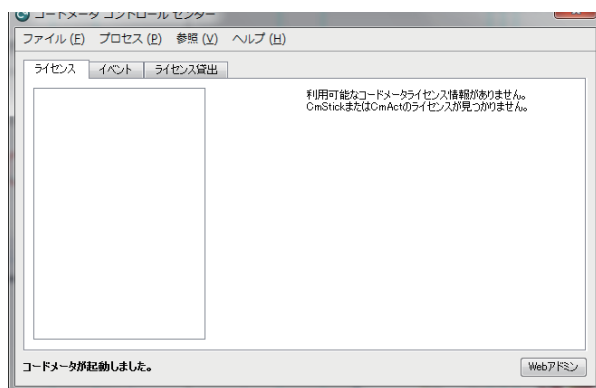 コードメータ コントロール センター
ファイル(F) プロセス(P) 参照(V) ヘルプ(H)
ライセンス イベント ライセンス貸出
利用可能なコードメータライセンス情報がありません。
CmStickまたはCmActのライセンスが見つかりません。
コードメータが起動しました。
Webアドミン